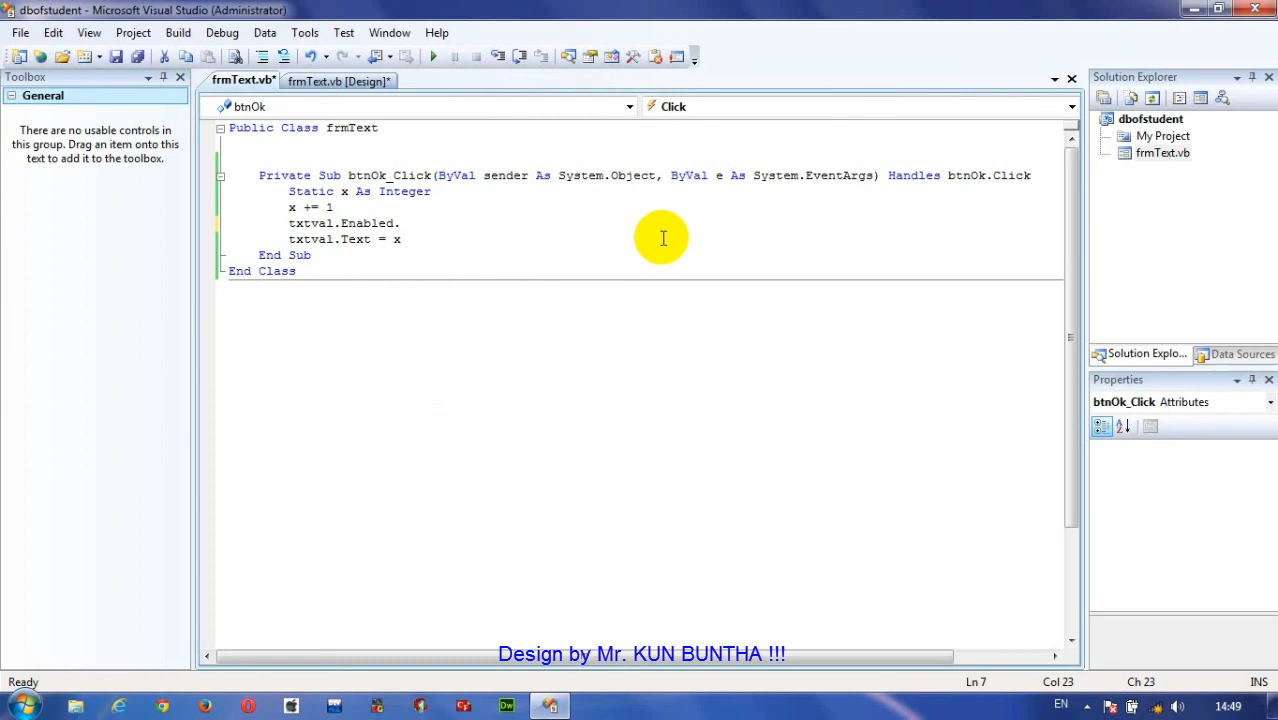 dbofstudent - Microsoft Visual Studio (Administrator)
File Edit View Project Build Debug Data Tools Test Window Help
Toolbox
General
There are no usable controls in
this group. Drag an item onto this
text to add it to the toolbox.
frmText.vb* frmText.vb [Design]*
btnOk Click
Public Class frmText
Private Sub btnOk_Click(ByVal sender As System.Object, ByVal e As System.EventArgs) Handles btnOk.Click
Static x As Integer
x += 1
txtval.Enabled.
txtval.Text = x
End Sub
End Class
Solution Explorer
dbofstudent
My Project
frmText.vb
Solution Explo... Data Sources
Properties
btnOk_Click Attributes
Design by Mr. KUN BUNTHA !!!
Ready Ln 7 Col 23 Ch 23 INS
EN 14:49